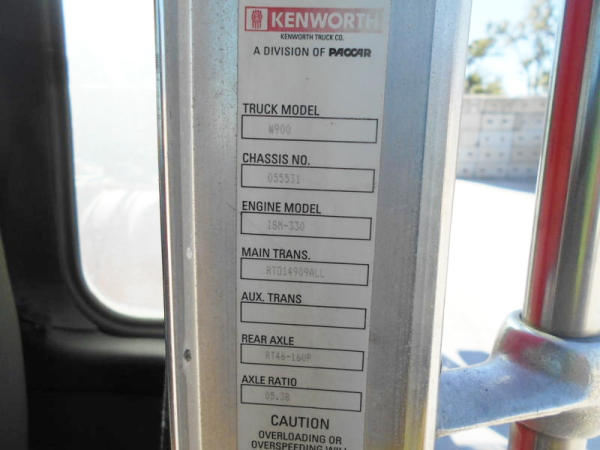 KENWORTH
KENWORTH TRUCK CO.
A DIVISION OF PACCAR
TRUCK MODEL
W900
CHASSIS NO.
055531
ENGINE MODEL
ISM-330
MAIN TRANS.
RTO14909ALL
AUX. TRANS
REAR AXLE
RT46-160P
AXLE RATIO
05.38
CAUTION
OVERLOADING OR
OVERSPEEDING WILL